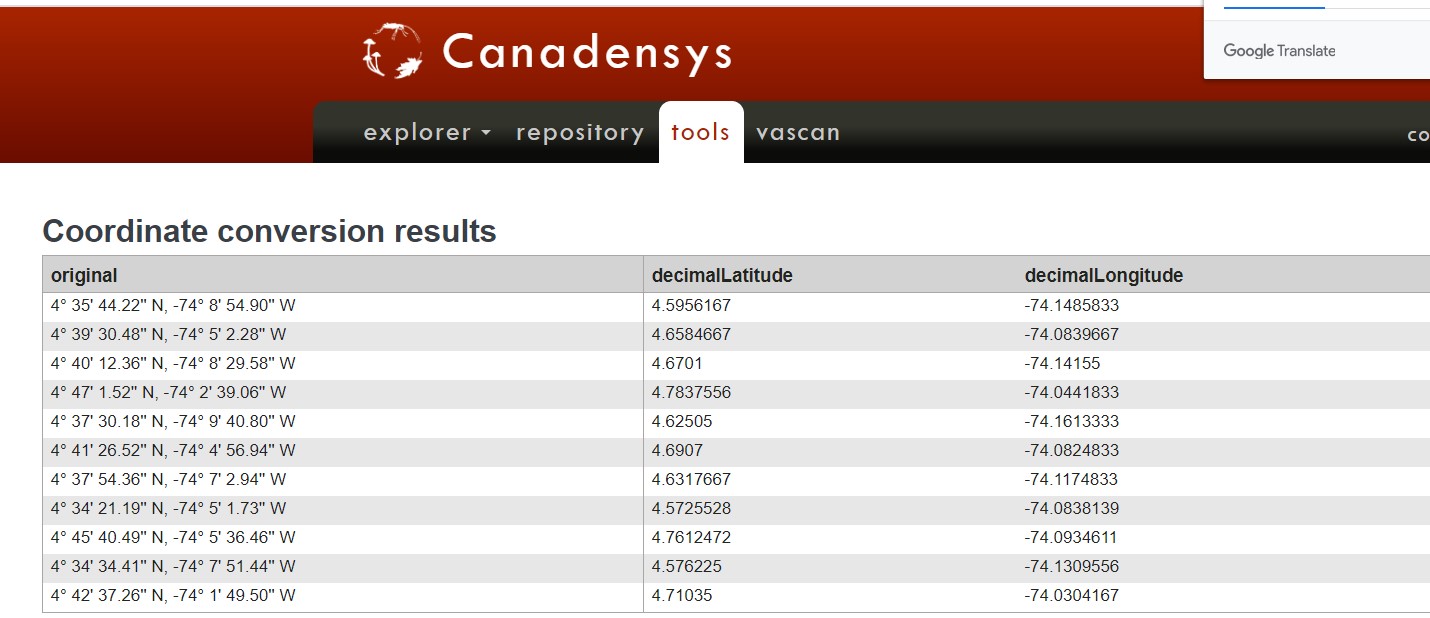 Google Translate
Canadensys
explorer repository tools vascan co
Coordinate conversion results
original decimalLatitude decimalLongitude
4° 35' 44.22" N, -74° 8' 54.90" W 4.5956167 -74.1485833
4° 39' 30.48" N, -74° 5' 2.28" W 4.6584667 -74.0839667
4° 40' 12.36" N, -74° 8' 29.58" W 4.6701 -74.14155
4° 47' 1.52" N, -74° 2' 39.06" W 4.7837556 -74.0441833
4° 37' 30.18" N, -74° 9' 40.80" W 4.62505 -74.1613333
4° 41' 26.52" N, -74° 4' 56.94" W 4.6907 -74.0824833
4° 37' 54.36" N, -74° 7' 2.94" W 4.6317667 -74.1174833
4° 34' 21.19" N, -74° 5' 1.73" W 4.5725528 -74.0838139
4° 45' 40.49" N, -74° 5' 36.46" W 4.7612472 -74.0934611
4° 34' 34.41" N, -74° 7' 51.44" W 4.576225 -74.1309556
4° 42' 37.26" N, -74° 1' 49.50" W 4.71035 -74.0304167